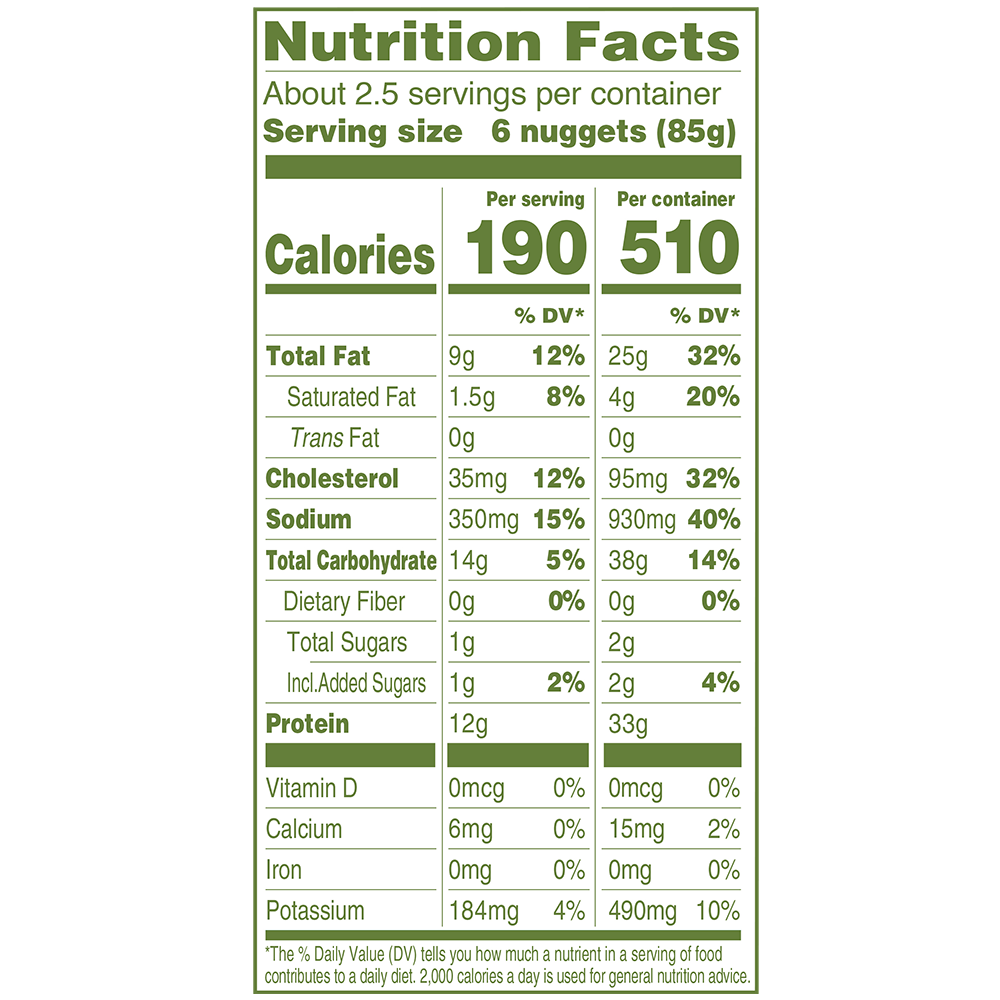 Nutrition Facts
About 2.5 servings per container
Serving size 6 nuggets (85g)
Per serving Per container
Calories 190 510
% DV* % DV*
Total Fat 9g 12% 25g 32%
Saturated Fat 1.5g 8% 4g 20%
Trans Fat 0g 0g
Cholesterol 35mg 12% 95mg 32%
Sodium 350mg 15% 930mg 40%
Total Carbohydrate 14g 5% 38g 14%
Dietary Fiber 0g 0% 0g 0%
Total Sugars 1g 2g
Incl.Added Sugars 1g 2% 2g 4%
Protein 12g 33g
Vitamin D 0mcg 0% 0mcg 0%
Calcium 6mg 0% 15mg 2%
Iron 0mg 0% 0mg 0%
Potassium 184mg 4% 490mg 10%
*The % Daily Value (DV) tells you how much a nutrient in a serving of food
contributes to a daily diet. 2,000 calories a day is used for general nutrition advice.